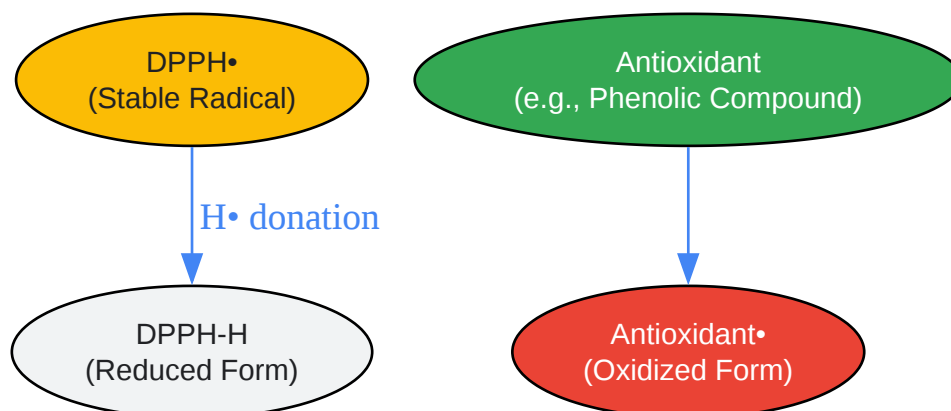 DPPH•
(Stable Radical)
Antioxidant
(e.g., Phenolic Compound)
H• donation
DPPH-H
(Reduced Form)
Antioxidant•
(Oxidized Form)